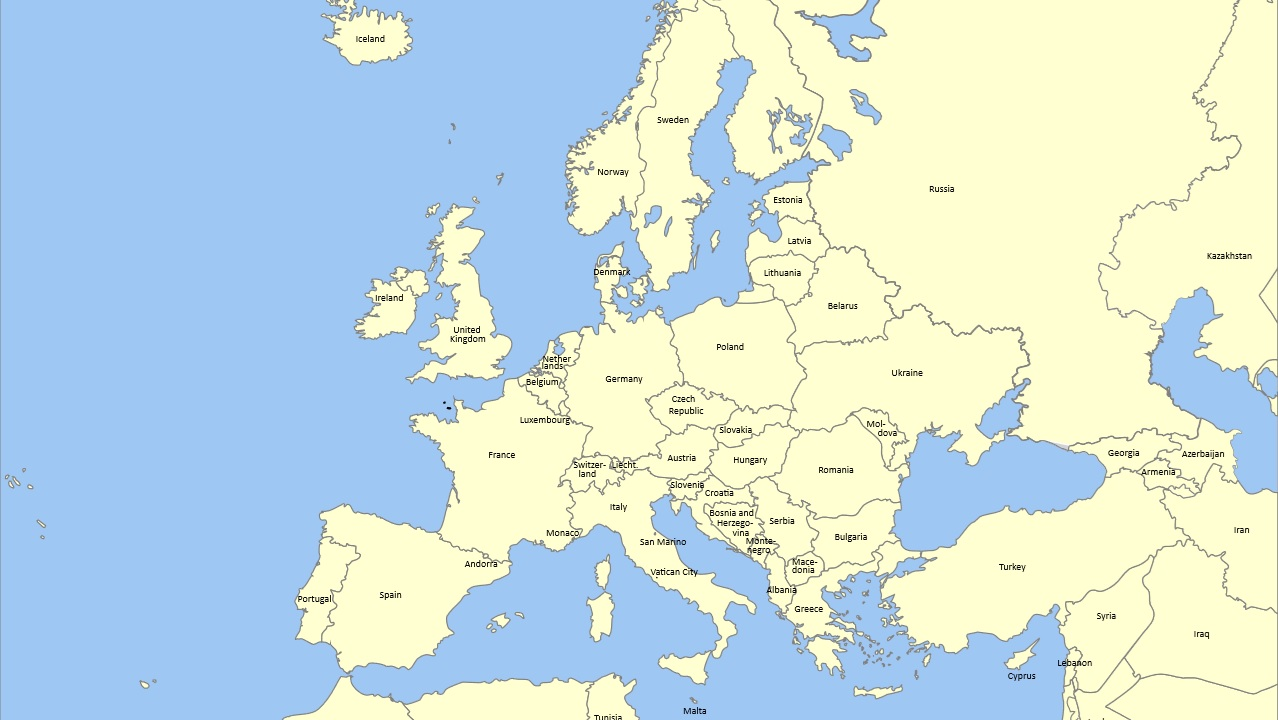 Iceland
Sweden
Norway
Russia
Estonia
Latvia
Kazakhstan
Denmark
Lithuania
Ireland
Belarus
United
Kingdom
Poland
Nether
lands
Ukraine
Germany
Belgium
Czech
Republic
Luxembourg
Mol-
dova
Slovakia
France
Georgia
Azerbaijan
Austria
Hungary
Switzer-
land
Liecht.
Romania
Armenia
Slovenia
Croatia
Italy
Bosnia and
Herzego-
vina
Serbia
Iran
Monaco
Bulgaria
San Marino
Monte-
negro
Andorra
Mace-
donia
Turkey
Vatican City
Albania
Spain
Portugal
Greece
Syria
Iraq
Lebanon
Cyprus
Malta
Tunisia